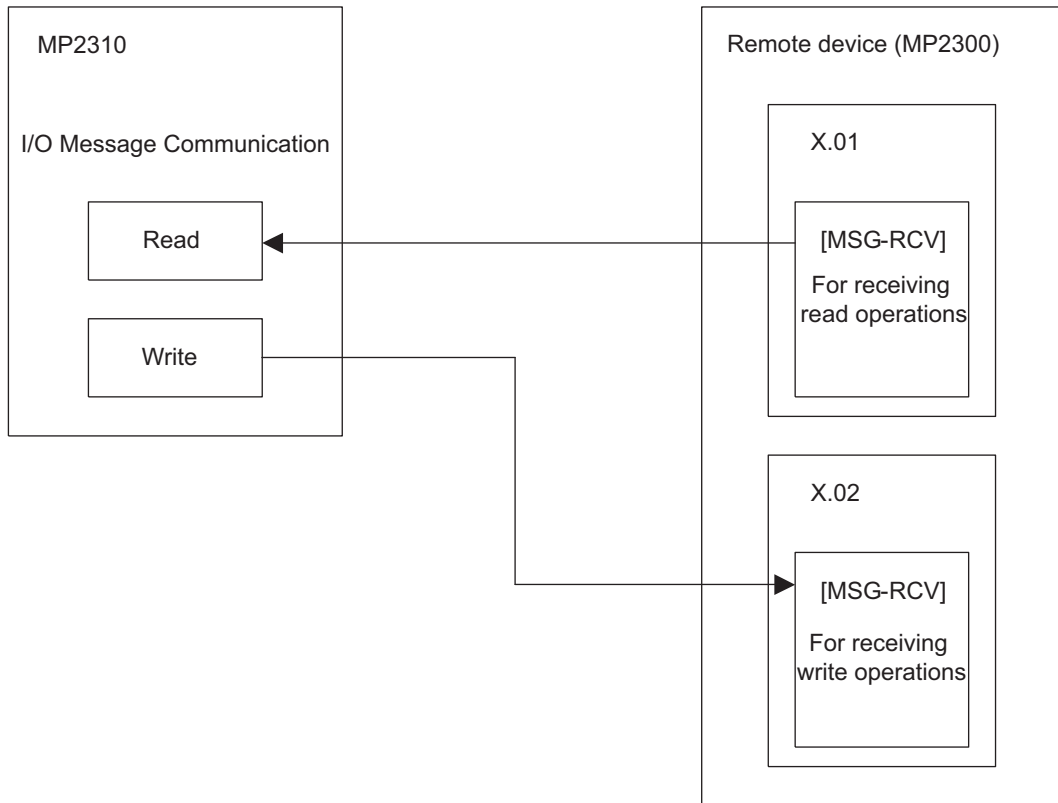 MP2310
I/O Message Communication
Read
Write
Remote device (MP2300)
X.01
[MSG-RCV]
For receiving
read operations
X.02
[MSG-RCV]
For receiving
write operations